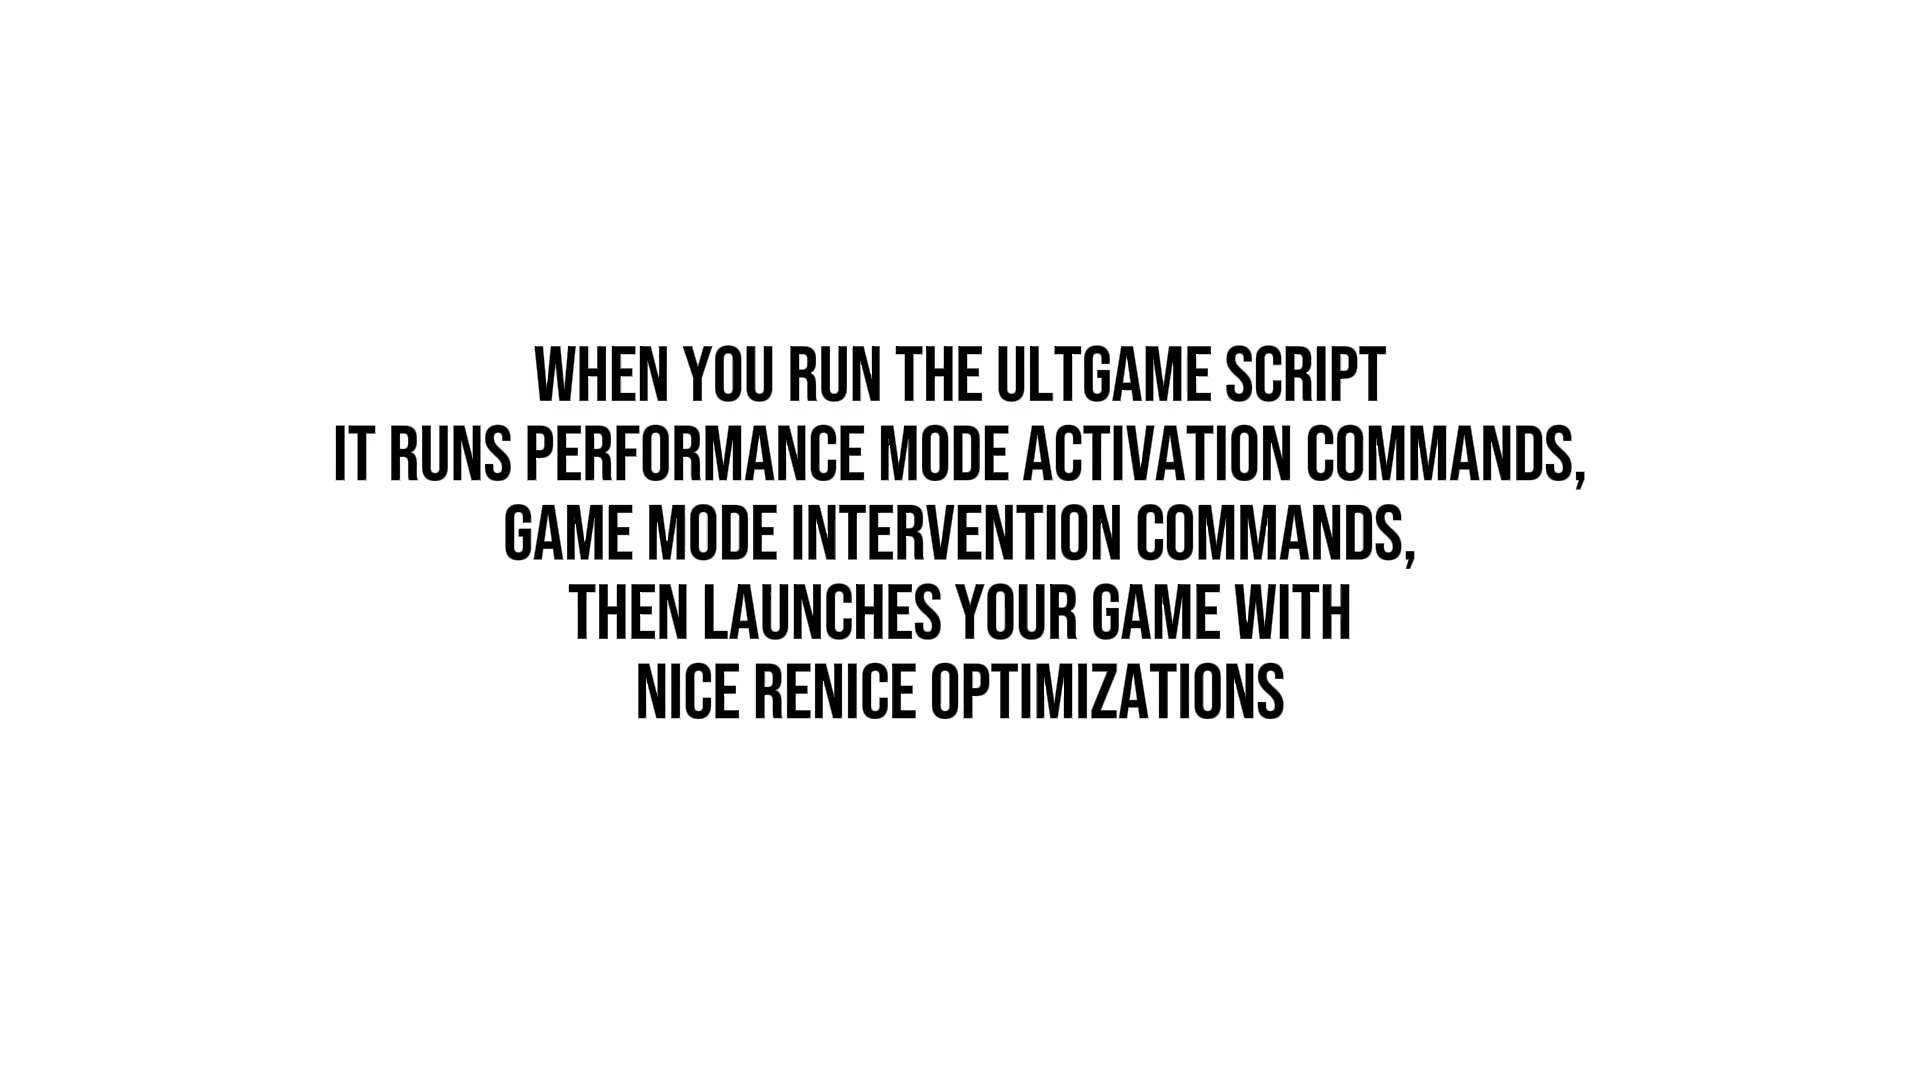 WHEN YOU RUN THE ULTGAME SCRIPT
IT RUNS PERFORMANCE MODE ACTIVATION COMMANDS,
GAME MODE INTERVENTION COMMANDS,
THEN LAUNCHES YOUR GAME WITH
NICE RENICE OPTIMIZATIONS